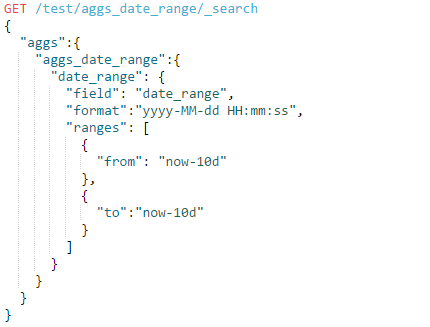 GET /test/aggs_date_range/_search
{
  "aggs":{
    "aggs_date_range":{
      "date_range": {
        "field": "date_range",
        "format":"yyyy-MM-dd HH:mm:ss",
        "ranges": [
          {
            "from": "now-10d"
          },
          {
            "to":"now-10d"
          }
        ]
      }
    }
  }
}